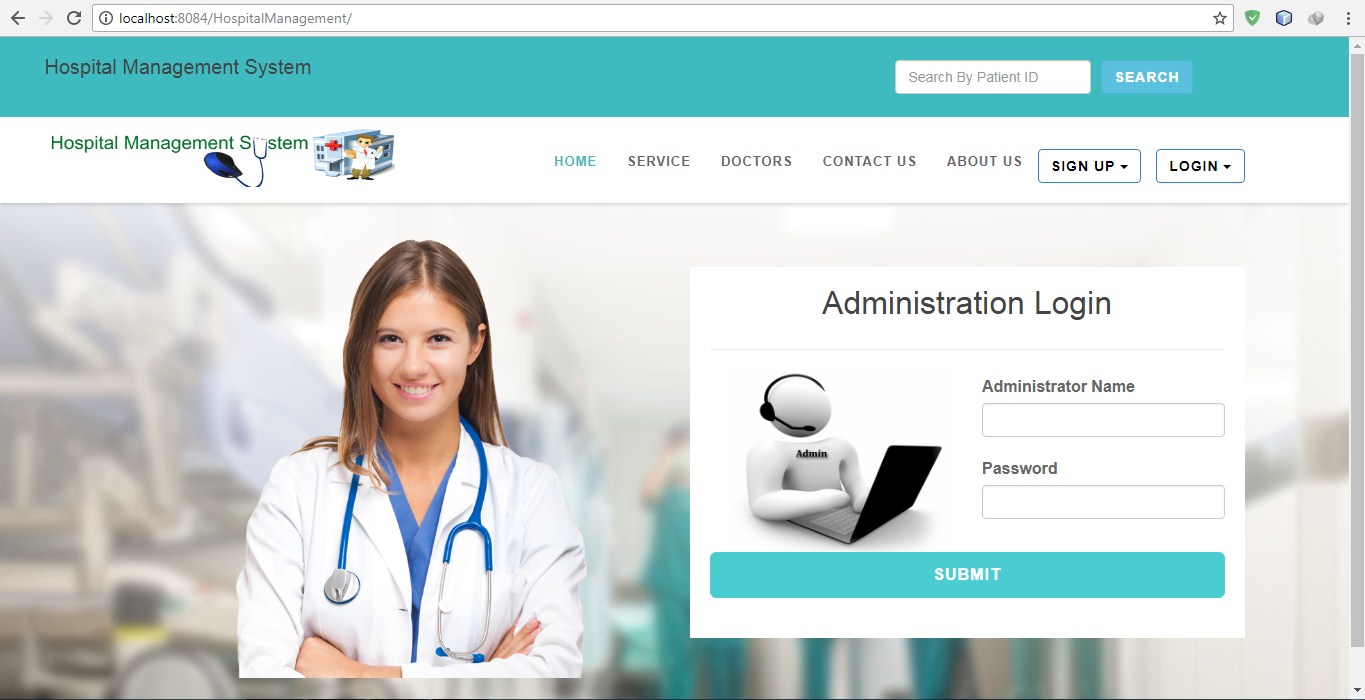 localhost:8084/HospitalManagement/
Hospital Management System
Search By Patient ID
SEARCH
Hospital Management System
HOME SERVICE DOCTORS CONTACT US ABOUT US SIGN UP LOGIN
Administration Login
Administrator Name
Admin
Password
SUBMIT